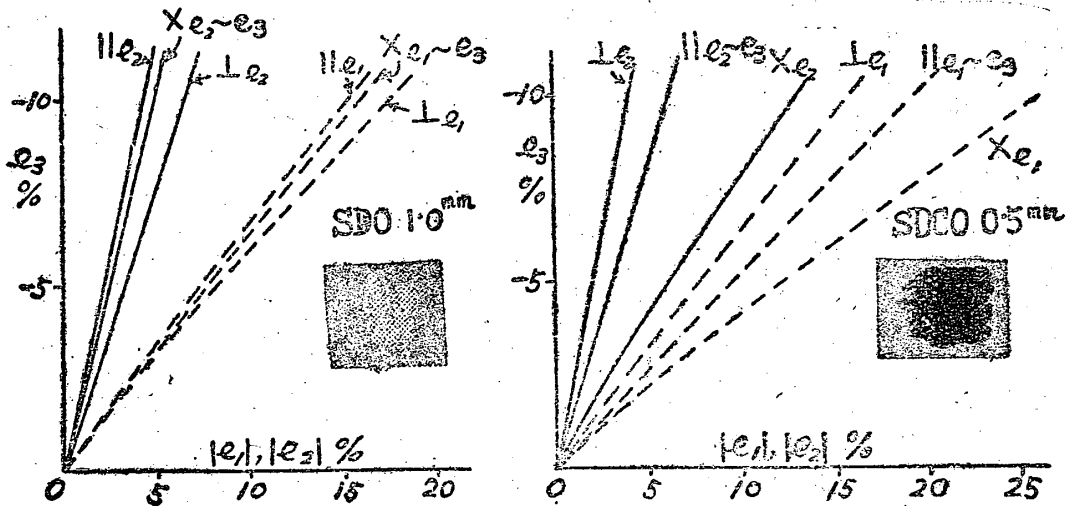 ||e₂ Xe₂~e₃ ⊥e₂
||e₁ Xe₁~e₃
⊥e₁
-10
e₃
%
SDO 1.0mm
-5
|e₁|, |e₂| %
0 5 10 15 20
⊥e₂ ||e₂~e₃ Xe₂ ⊥e₁ ||e₁~e₃
-10
e₃
%
Xe₁
SDCO 0.5mm
-5
|e₁|, |e₂| %
0 5 10 15 20 25